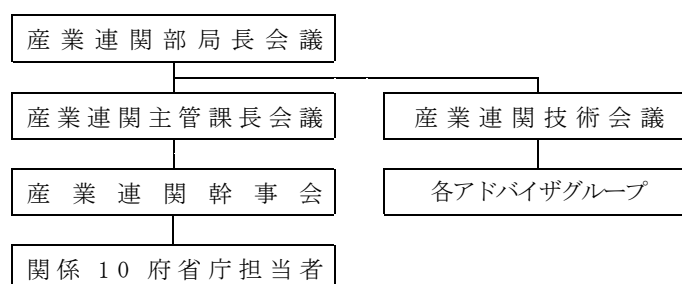 産業連関部局長会議
産業連関主管課長会議
産業連関技術会議
産業連関幹事会
各アドバイザグループ
関係10府省庁担当者